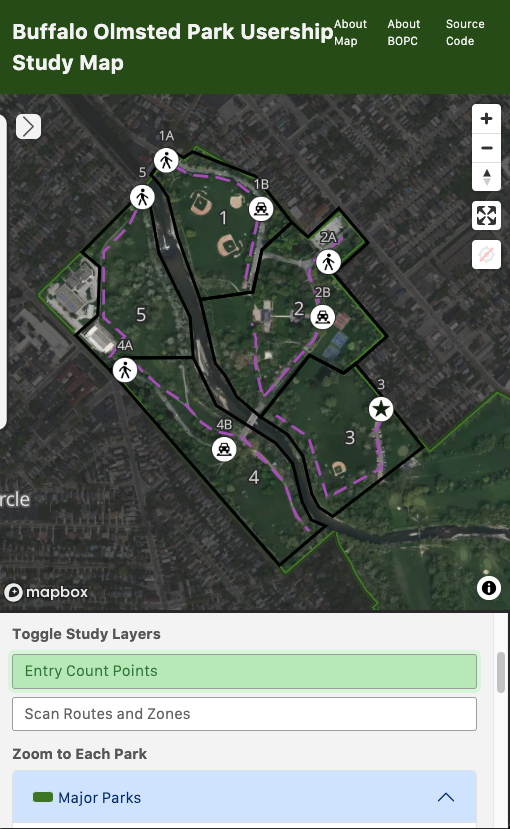 Buffalo Olmsted Park Usership
Study Map
About
Map
About
BOPC
Source
Code
1A
5
1B
1
2A
2B
2
5
4A
3
4B
3
4
rcle
mapbox
Toggle Study Layers
Entry Count Points
Scan Routes and Zones
Zoom to Each Park
Major Parks